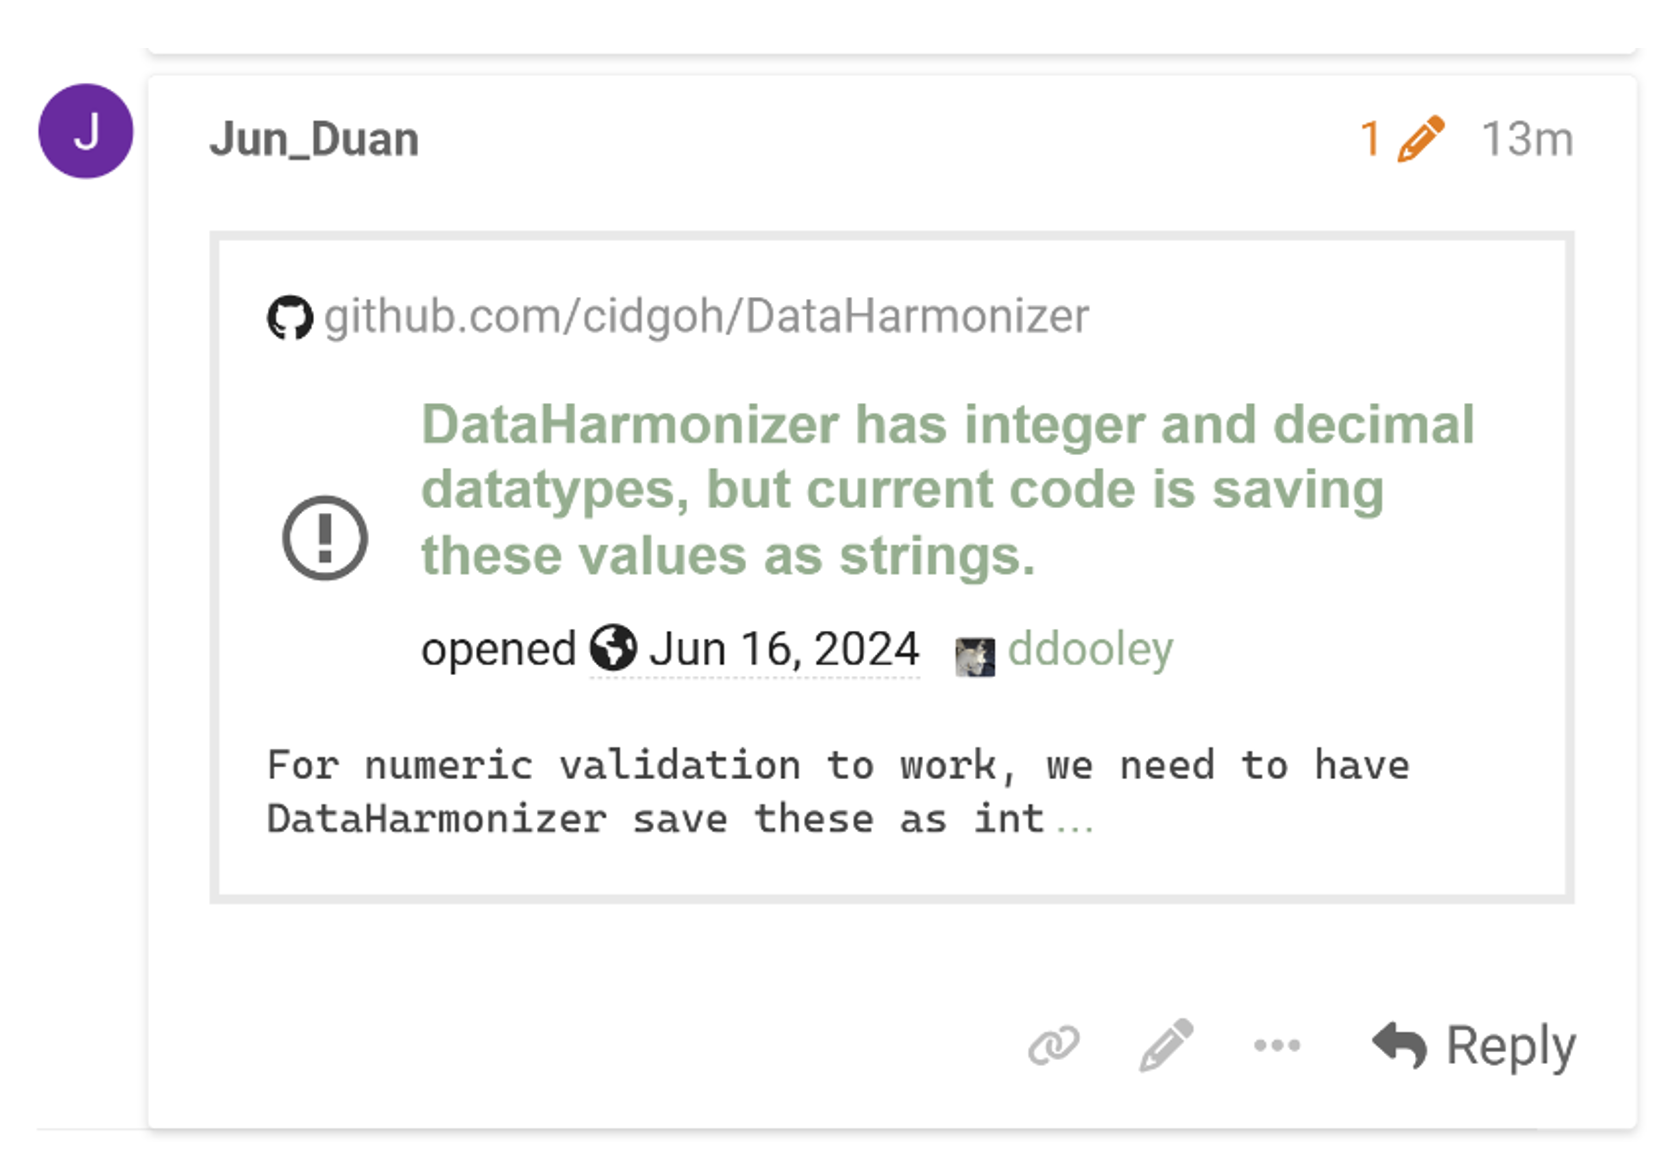 J
Jun_Duan
1 13m
github.com/cidgoh/DataHarmonizer
DataHarmonizer has integer and decimal
datatypes, but current code is saving
these values as strings.
opened Jun 16, 2024 ddooley
For numeric validation to work, we need to have
DataHarmonizer save these as int...
Reply